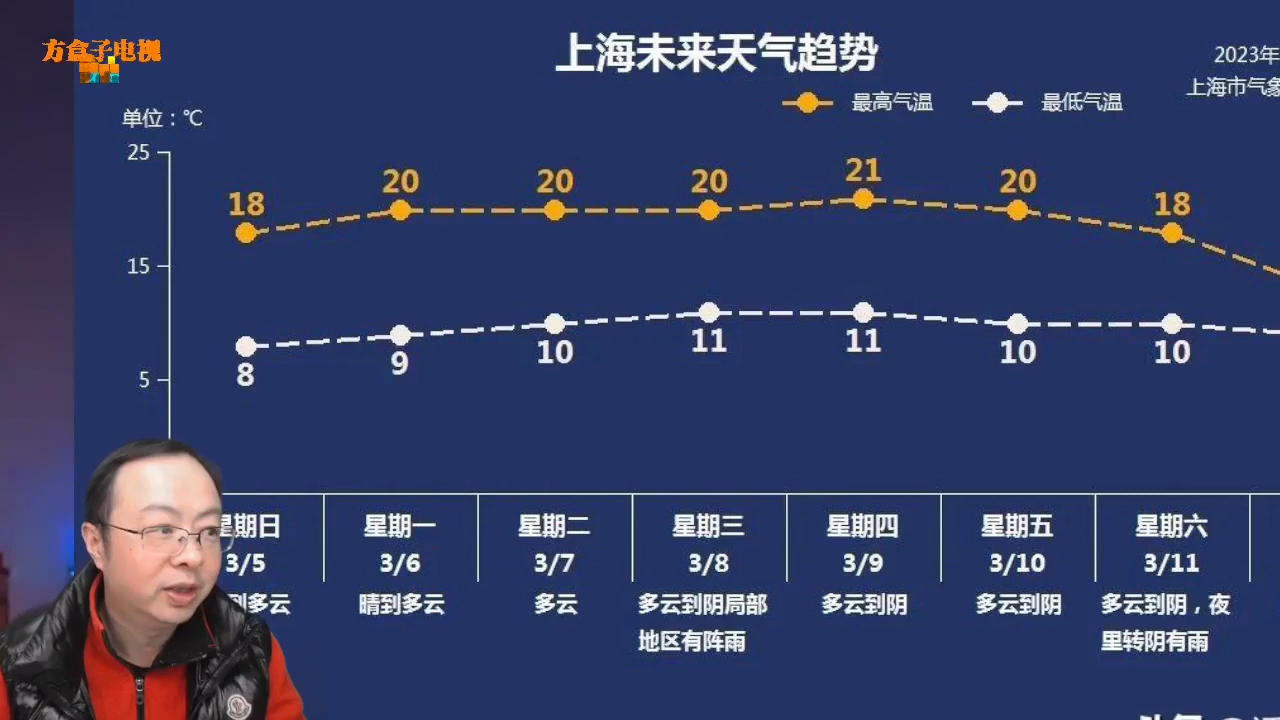 方盒子电视
上海未来天气趋势
2023年
上海市气象
最高气温 最低气温
单位：℃
25
15
5
18 20 20 20 21 20 18
8 9 10 11 11 10 10
星期日 星期一 星期二 星期三 星期四 星期五 星期六
3/5 3/6 3/7 3/8 3/9 3/10 3/11
到多云 晴到多云 多云 多云到阴局部 多云到阴 多云到阴 多云到阴，夜
地区有阵雨 里转阴有雨